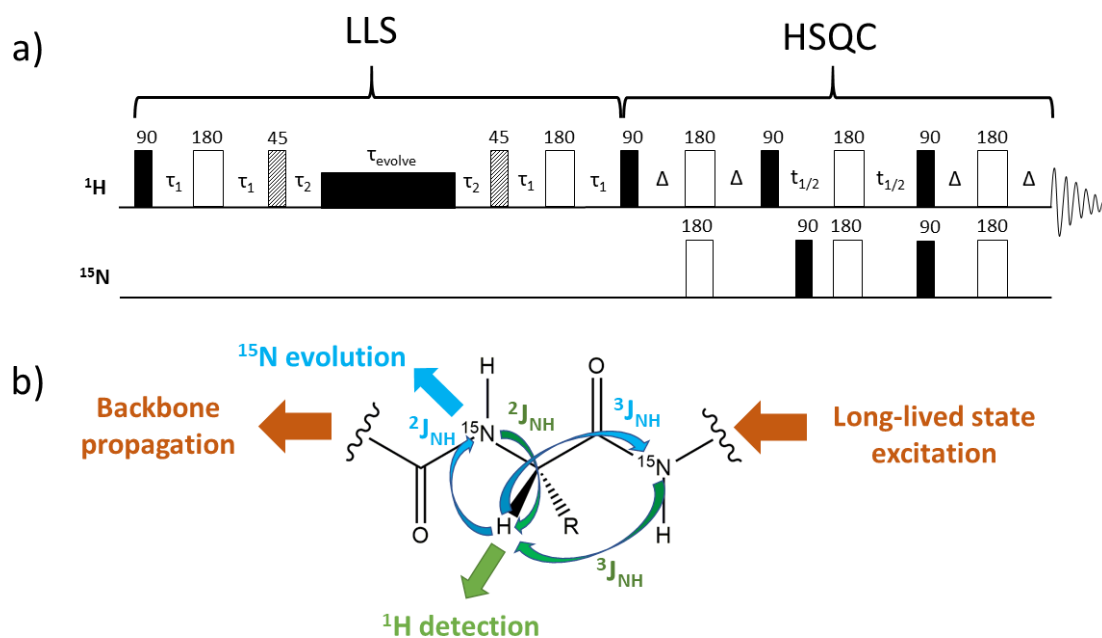 a)
LLS
HSQC
90 180 45 τevolve 45 180 90 180 90 180 90 180
¹H τ₁ τ₁ τ₂ τ₂ τ₁ τ₁ Δ Δ t₁/₂ t₁/₂ Δ Δ
180 90 180 90 180
¹⁵N
b)
¹⁵N evolution
Backbone
propagation
Long-lived state
excitation
H O
²JNH ²JNH ³JNH
¹⁵N
¹⁵N
O H R H
³JNH
¹H detection